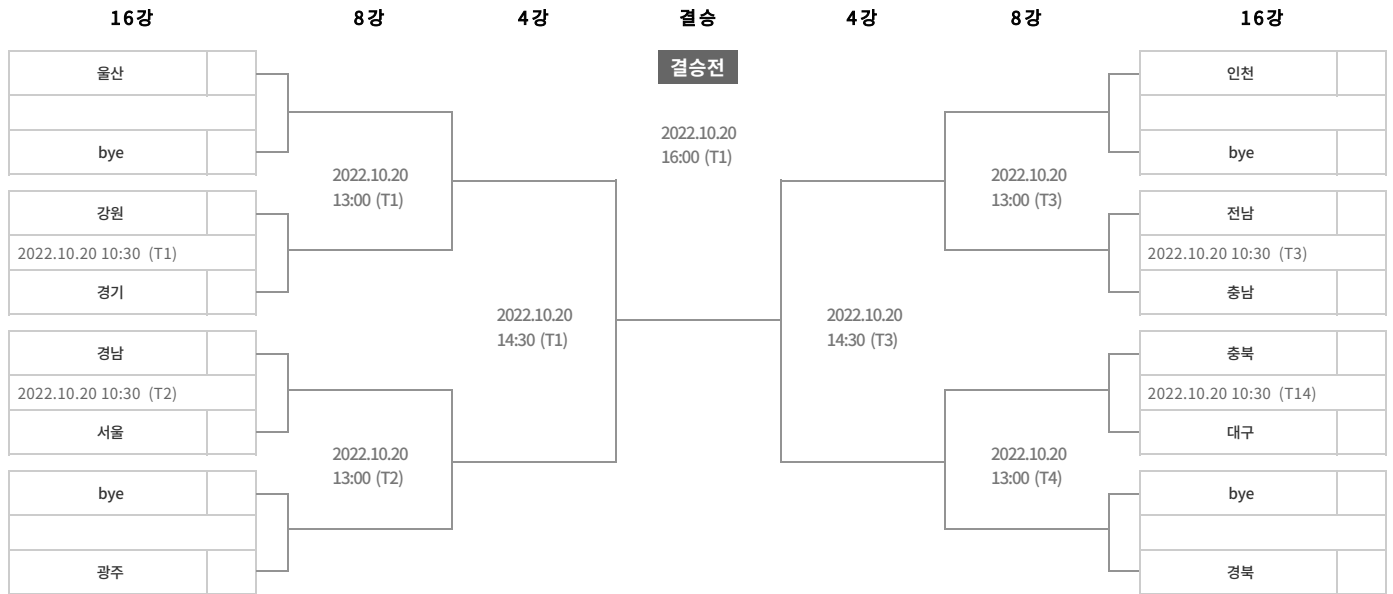 16강 8강 4강 결승 4강 8강 16강
결승전
울산
bye
강원
2022.10.20 10:30 (T1)
경기
경남
2022.10.20 10:30 (T2)
서울
bye
광주
2022.10.20
13:00 (T1)
2022.10.20
13:00 (T2)
2022.10.20
14:30 (T1)
2022.10.20
16:00 (T1)
2022.10.20
14:30 (T3)
2022.10.20
13:00 (T3)
2022.10.20
13:00 (T4)
인천
bye
전남
2022.10.20 10:30 (T3)
충남
충북
2022.10.20 10:30 (T14)
대구
bye
경북